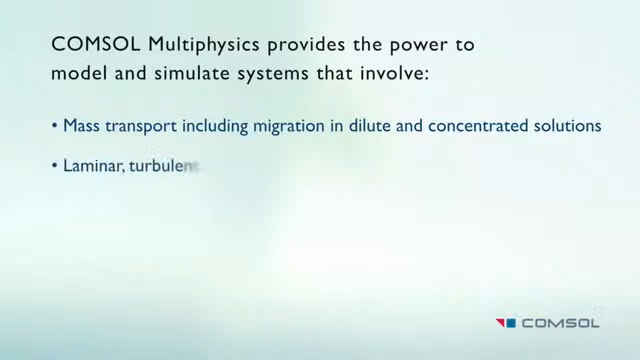 COMSOL Multiphysics provides the power to
model and simulate systems that involve:
• Mass transport including migration in dilute and concentrated solutions
• Laminar, turbulent
COMSOL